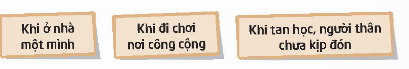 Khi ở nhà
một mình
Khi đi chơi
nơi công cộng
Khi tan học, người thân
chưa kịp đón